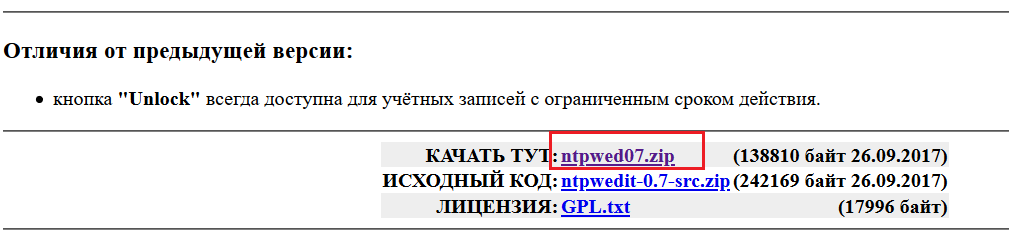 Отличия от предыдущей версии:
кнопка "Unlock" всегда доступна для учётных записей с ограниченным сроком действия.
КАЧАТЬ ТУТ: ntpwed07.zip (138810 байт 26.09.2017)
ИСХОДНЫЙ КОД: ntpwedit-0.7-src.zip (242169 байт 26.09.2017)
ЛИЦЕНЗИЯ: GPL.txt (17996 байт)